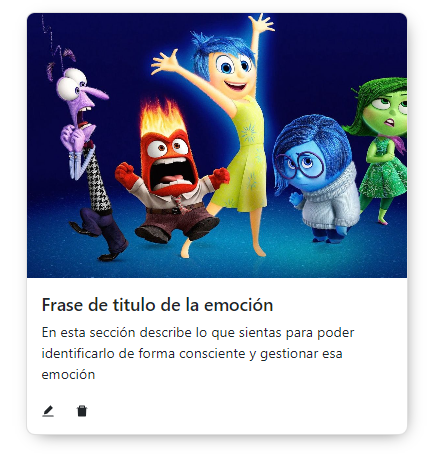 Frase de titulo de la emoción
En esta sección describe lo que sientas para poder
identificarlo de forma consciente y gestionar esa
emoción